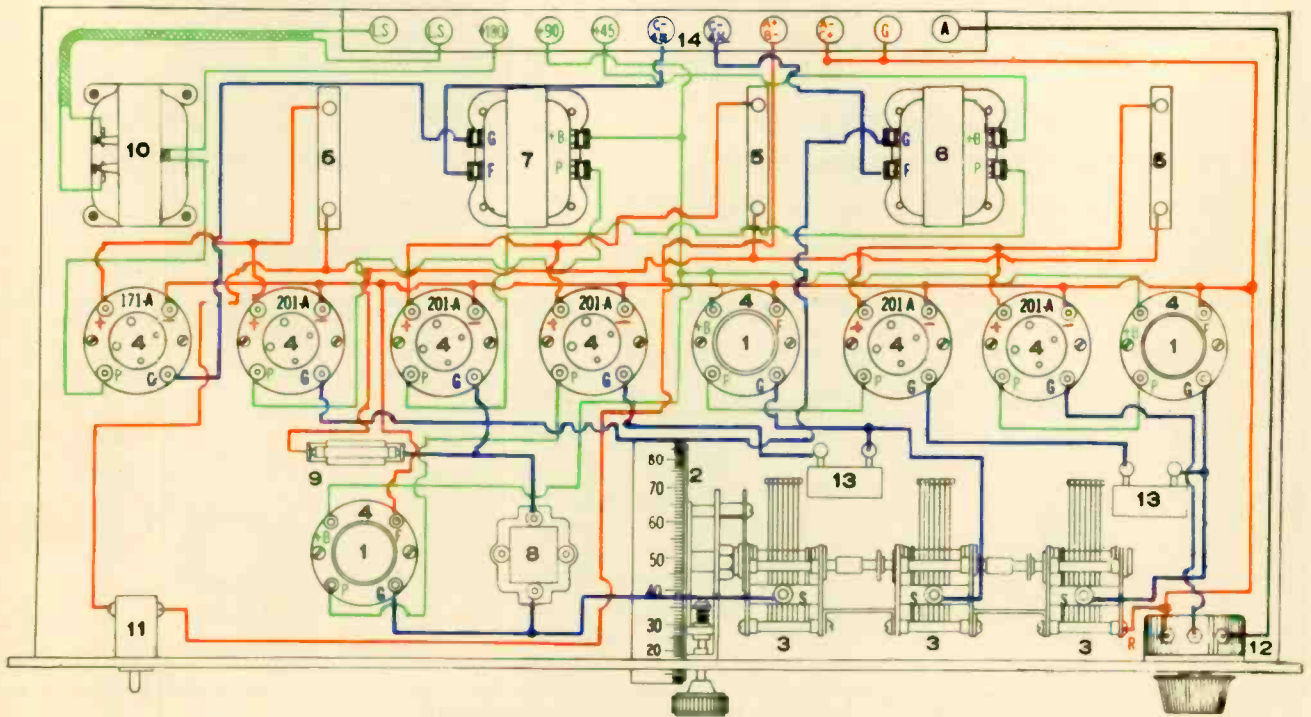 LS LS +180 +90 +45 C- C- A+ B- A- C+ G A
14
10 6 G F 7 +B P 5 G F 6 +B P 5
171-A 201-A 201-A 201-A 4 201-A 201-A 4
+ - + - + - + - +B F + - + - +B F
4 4 4 4 1 4 4 1
P G P G P G P G P G P G P G P G
9 80 2 13 13
70
60
4 +B F 1 P G 8
50
40 S S S
30
20
11 3 3 3 R 12